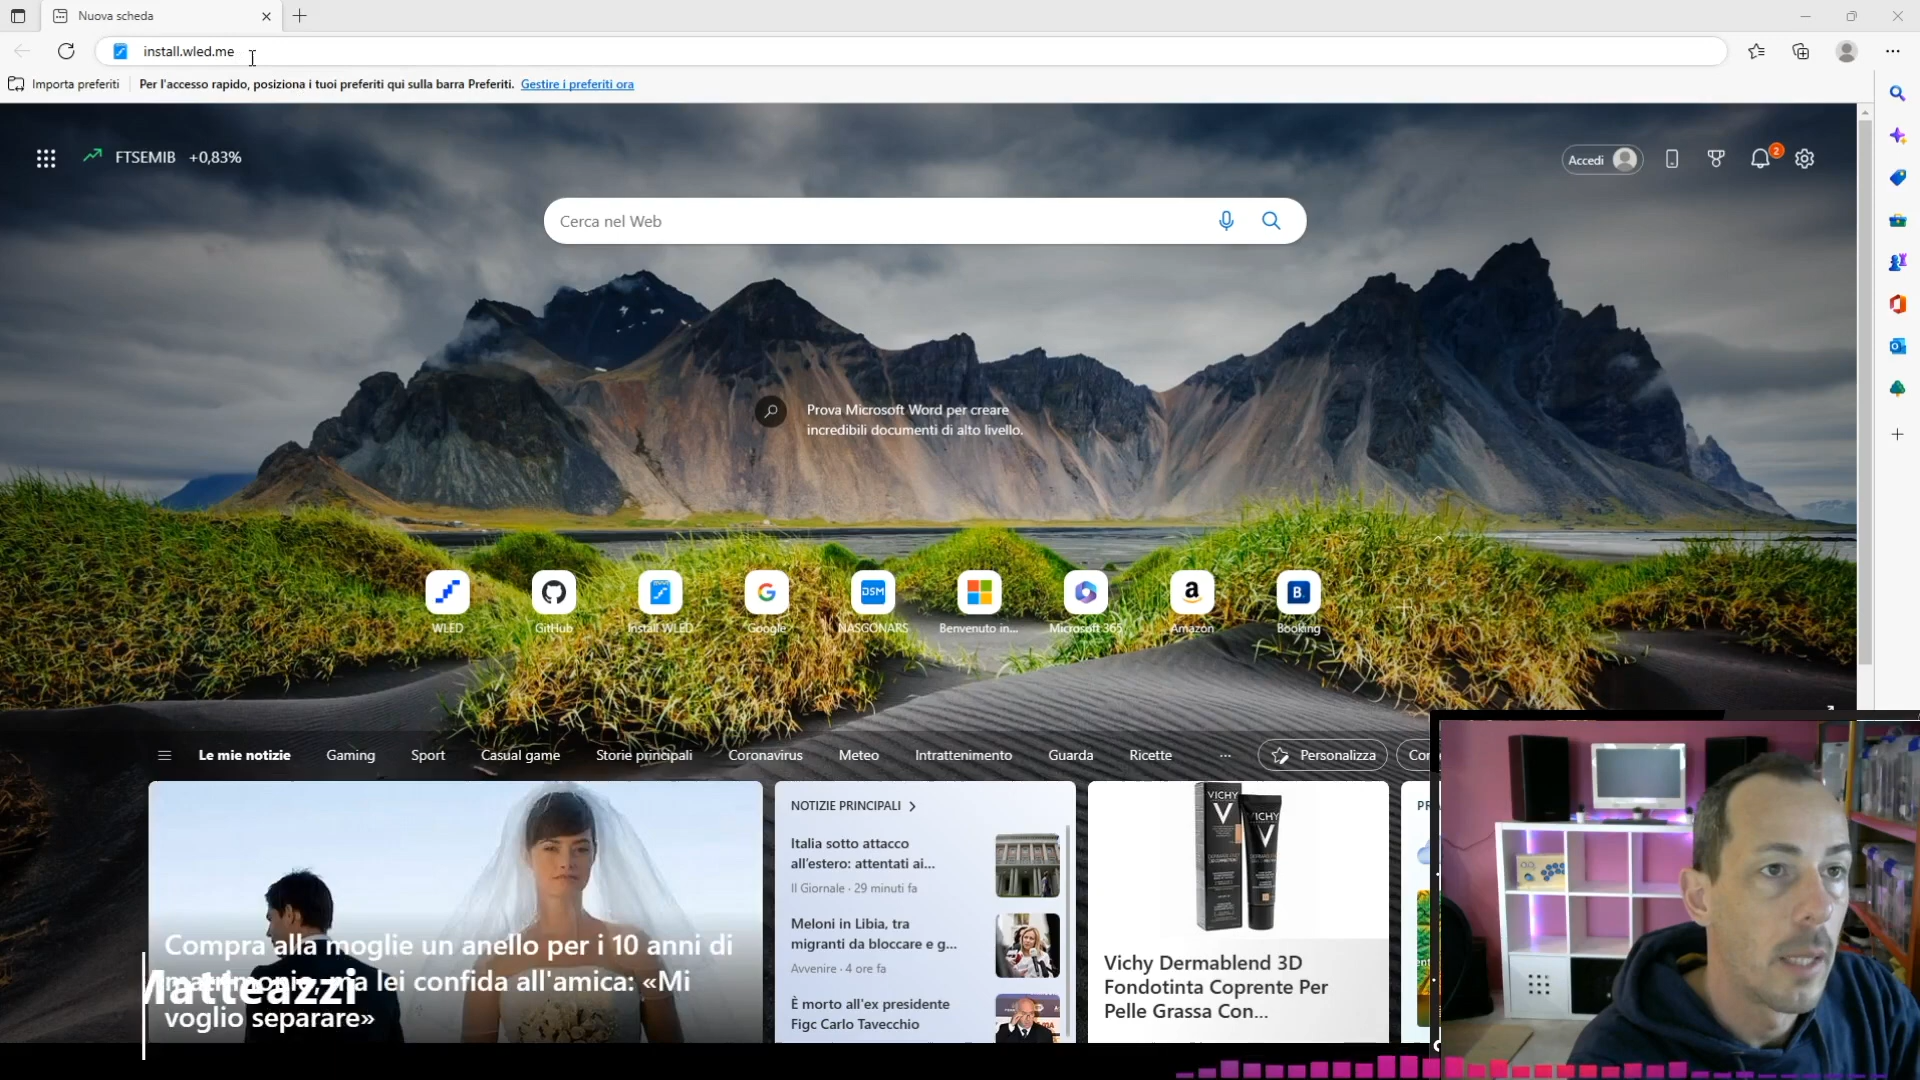 Nuova scheda
install.wled.me
Importa preferiti
Per l'accesso rapido, posiziona i tuoi preferiti qui sulla barra Preferiti. Gestire i preferiti ora
FTSEMIB +0,83%
Accedi
2
Cerca nel Web
Prova Microsoft Word per creare
incredibili documenti di alto livello.
WLED
GitHub
Install WLED
Google
DSM
NASGONARS
Benvenuto in...
Microsoft 365
Amazon
B.
Booking
Le mie notizie
Gaming
Sport
Casual game
Storie principali
Coronavirus
Meteo
Intrattenimento
Guarda
Ricette
...
Personalizza
Compra alla moglie un anello per i 10 anni di
matrimonio, ma lei confida all'amica: «Mi
voglio separare»
Matteazzi
NOTIZIE PRINCIPALI
Italia sotto attacco
all'estero: attentati ai...
Il Giornale · 29 minuti fa
Meloni in Libia, tra
migranti da bloccare e g...
Avvenire · 4 ore fa
È morto all'ex presidente
Figc Carlo Tavecchio
VICHY
VICHY
Vichy Dermablend 3D
Fondotinta Coprente Per
Pelle Grassa Con...